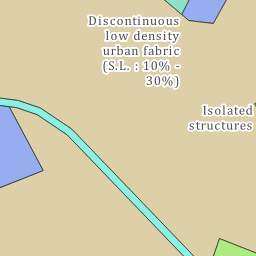 Discontinuous
low density
urban fabric
(S.L. : 10% -
30%)
Isolated
structures